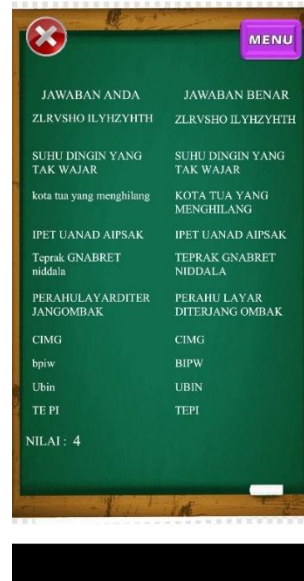 MENU
JAWABAN ANDA JAWABAN BENAR
ZLRVSHO ILYHZYHTH ZLRVSHO ILYHZYHTH
SUHU DINGIN YANG SUHU DINGIN YANG
TAK WAJAR TAK WAJAR
kota tua yang menghilang KOTA TUA YANG
MENGHILANG
IPET UANAD AIPSAK IPET UANAD AIPSAK
Teprak GNABRET TEPRAK GNABRET
niddala NIDDALA
PERAHULAYARDITER PERAHU LAYAR
JANGOMBAK DITERJANG OMBAK
CIMG CIMG
bpiw BIPW
Ubin UBIN
TE PI TEPI
NILAI : 4